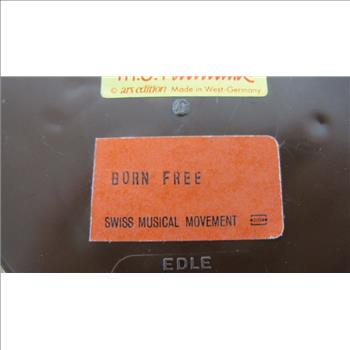 © ars edition Made in West-Germany
BORN FREE
SWISS MUSICAL MOVEMENT
EDLE